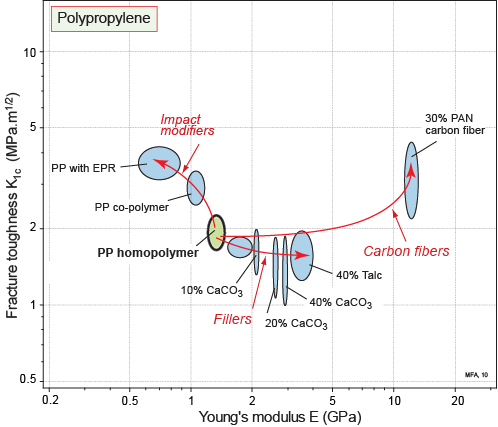 Polypropylene
Fracture toughness K1c (MPa.m1/2)
10
5
2
1
0.5
Impact
modifiers
30% PAN
carbon fiber
PP with EPR
PP co-polymer
PP homopolymer
Carbon fibers
40% Talc
10% CaCO3
40% CaCO3
Fillers
20% CaCO3
MFA, 10
0.2
0.5
1
2
5
10
20
Young's modulus E (GPa)